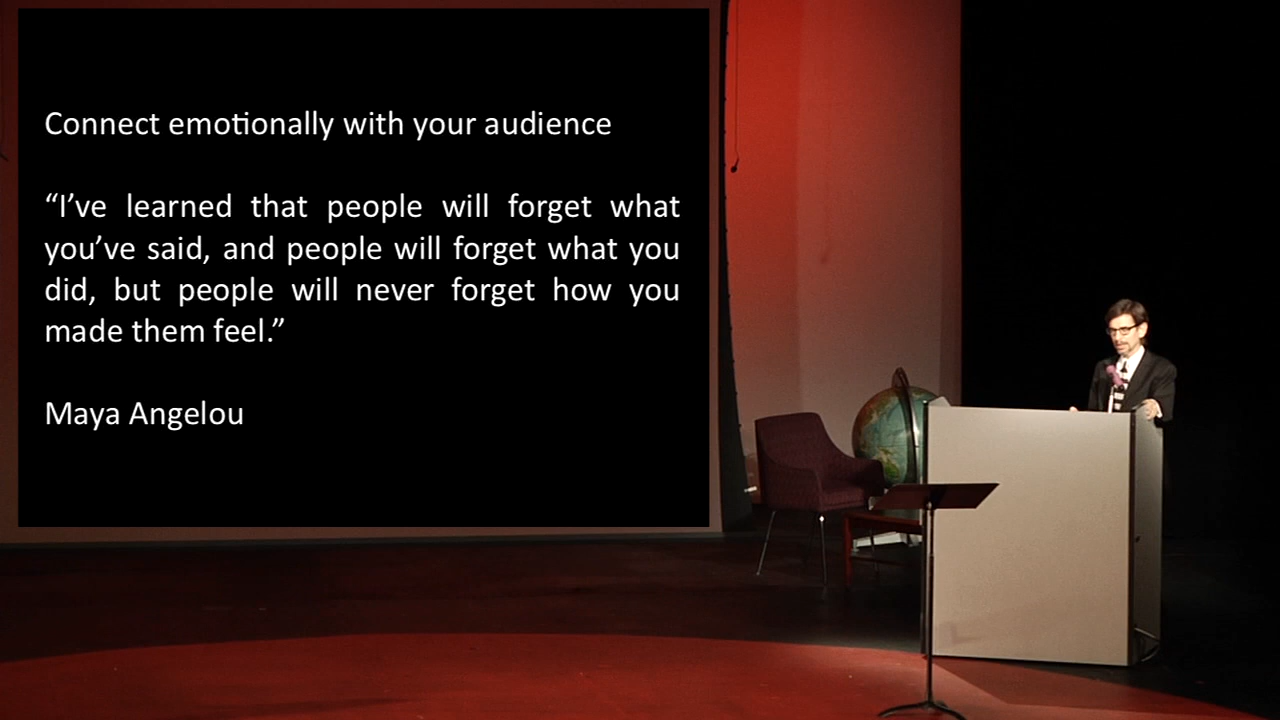 Connect emotionally with your audience
“I’ve learned that people will forget what
you’ve said, and people will forget what you
did, but people will never forget how you
made them feel.”
Maya Angelou